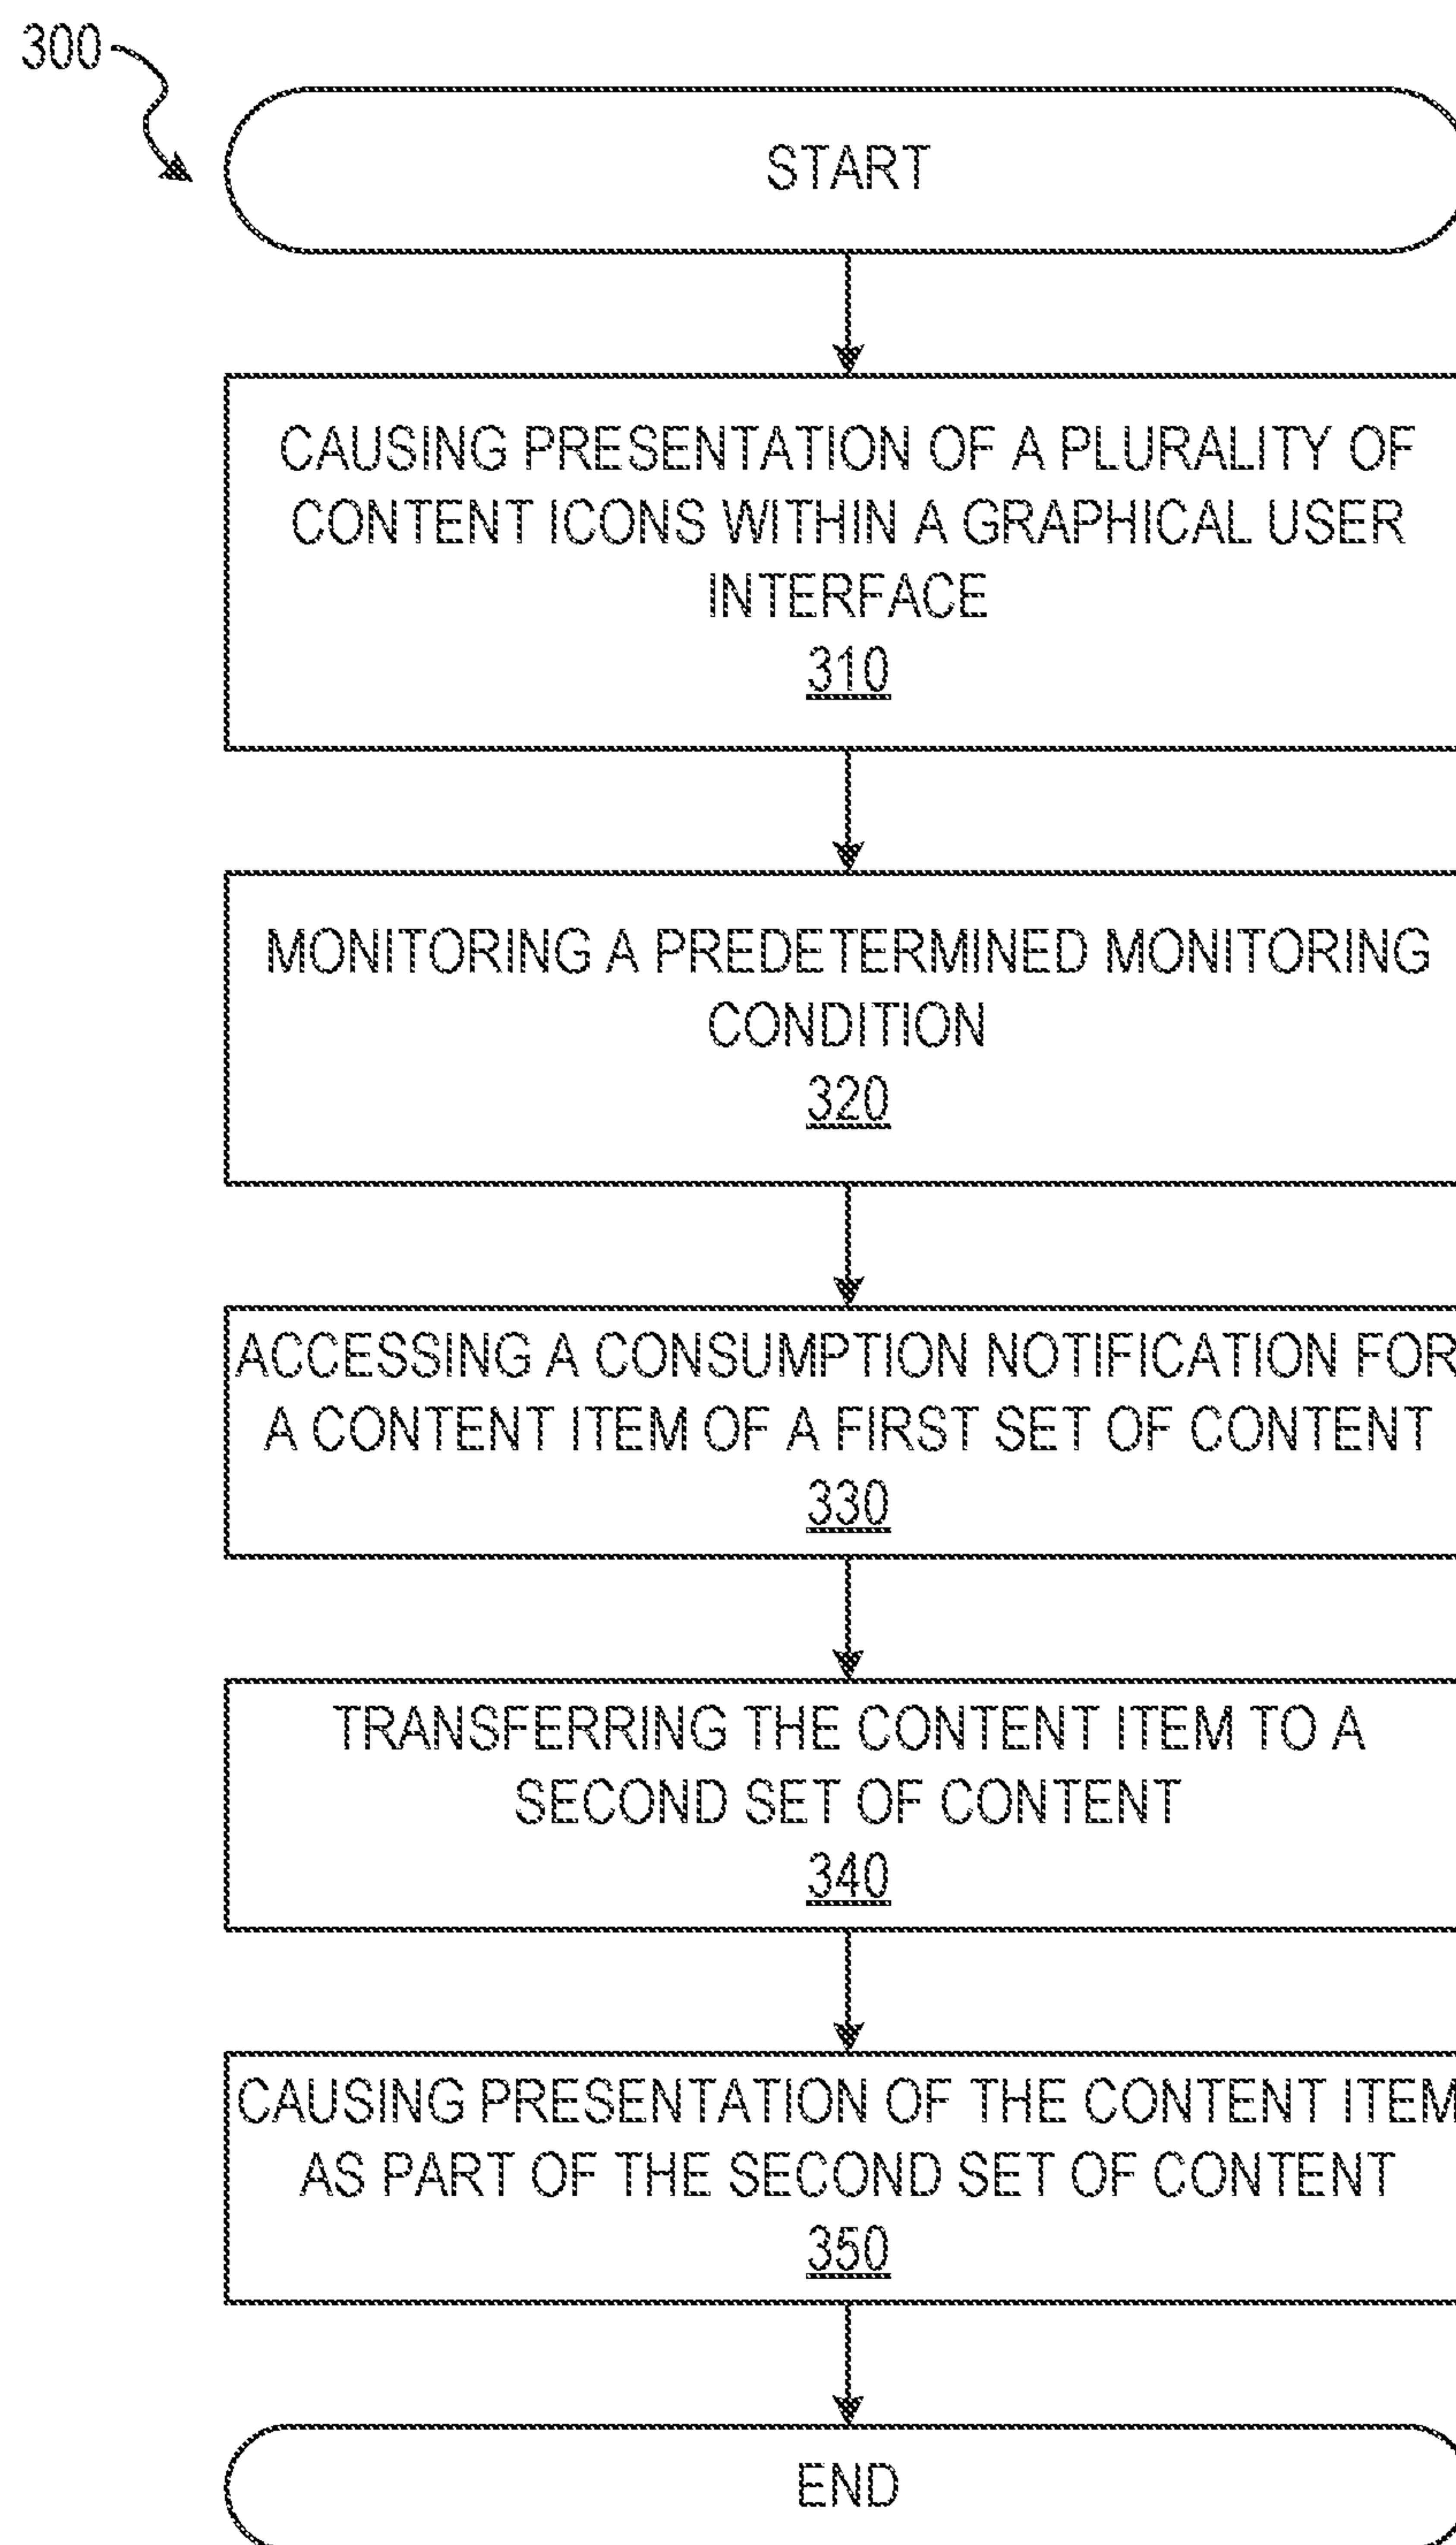 300
START
CAUSING PRESENTATION OF A PLURALITY OF
CONTENT ICONS WITHIN A GRAPHICAL USER
INTERFACE
310
MONITORING A PREDETERMINED MONITORING
CONDITION
320
ACCESSING A CONSUMPTION NOTIFICATION FOR
A CONTENT ITEM OF A FIRST SET OF CONTENT
330
TRANSFERRING THE CONTENT ITEM TO A
SECOND SET OF CONTENT
340
CAUSING PRESENTATION OF THE CONTENT ITEM
AS PART OF THE SECOND SET OF CONTENT
350
END